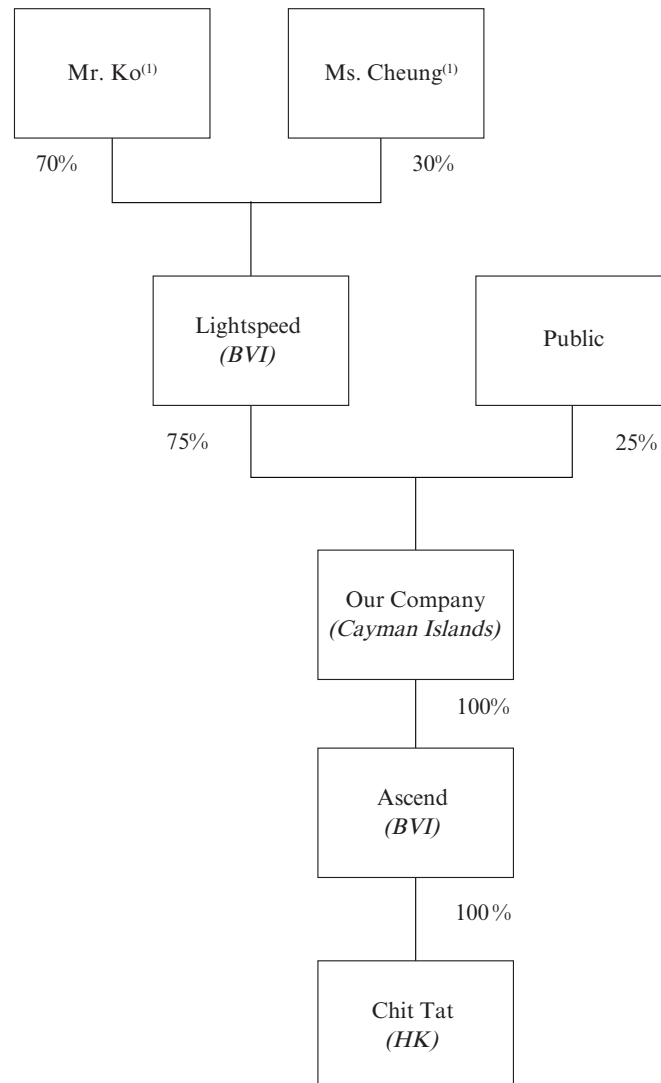 Mr. Ko(1)
Ms. Cheung(1)
70%
30%
Lightspeed
(BVI)
Public
75%
25%
Our Company
(Cayman Islands)
100%
Ascend
(BVI)
100%
Chit Tat
(HK)